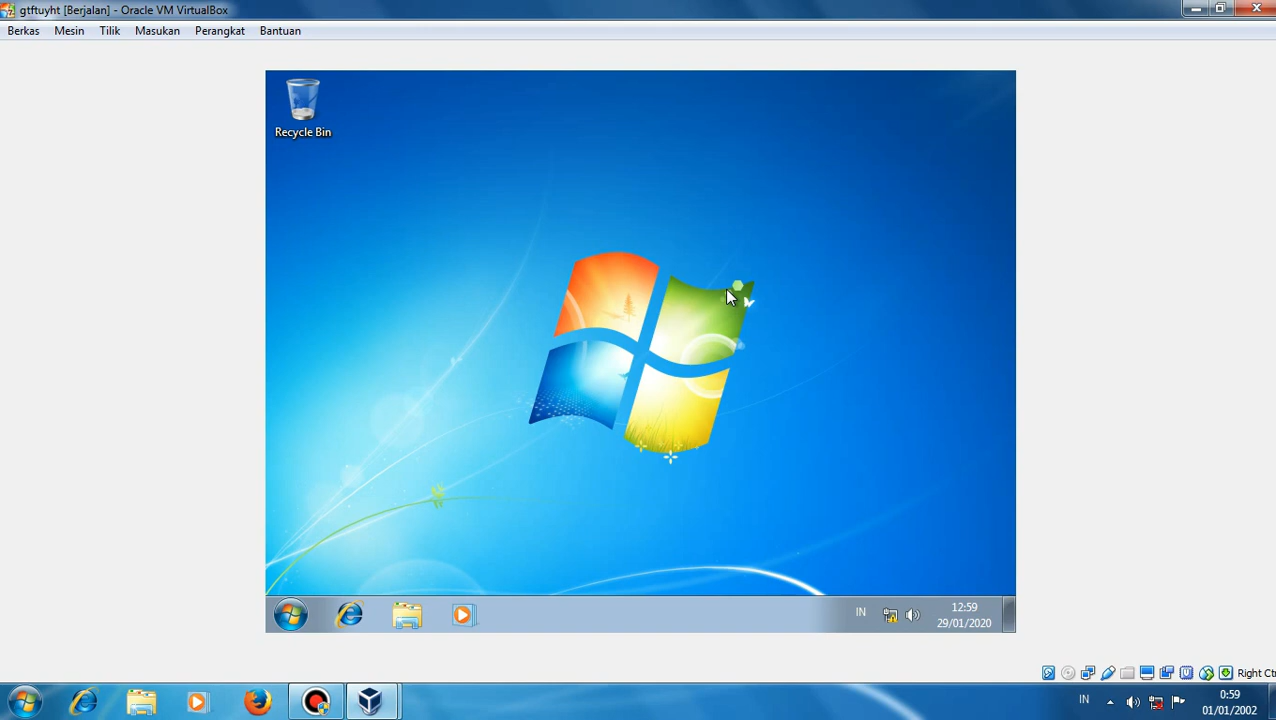 gtftuyht [Berjalan] - Oracle VM VirtualBox
Berkas Mesin Tilik Masukan Perangkat Bantuan
Recycle Bin
IN 12:59
29/01/2020
Right Ct
IN 0:59
01/01/2002